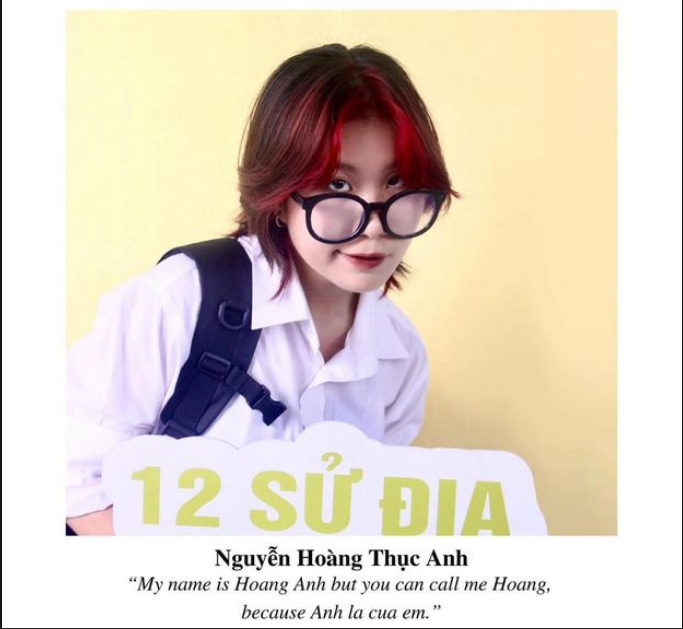 12 SỬ ĐỊA
Nguyễn Hoàng Thục Anh
“My name is Hoang Anh but you can call me Hoang,
because Anh la cua em.”